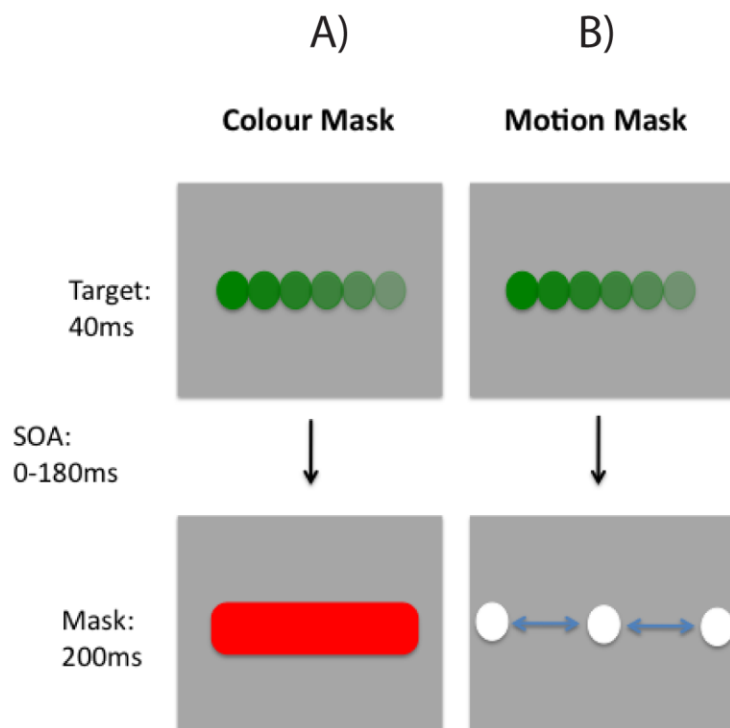 A)
B)
Colour Mask
Motion Mask
Target:
40ms
SOA:
0-180ms
Mask:
200ms